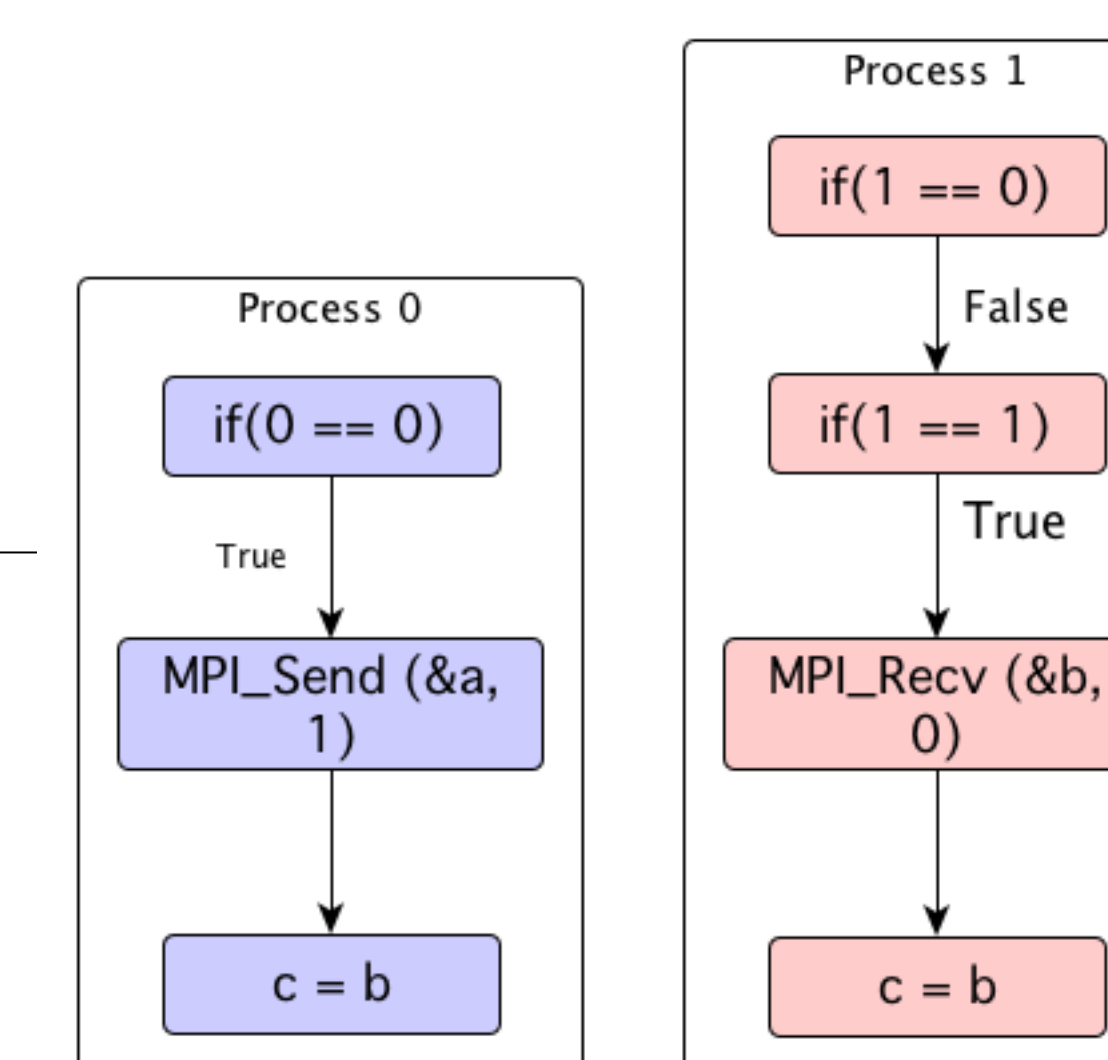 Process 0
if(0 == 0)
True
MPI_Send (&a,
1)
c = b
Process 1
if(1 == 0)
False
if(1 == 1)
True
MPI_Recv (&b,
0)
c = b